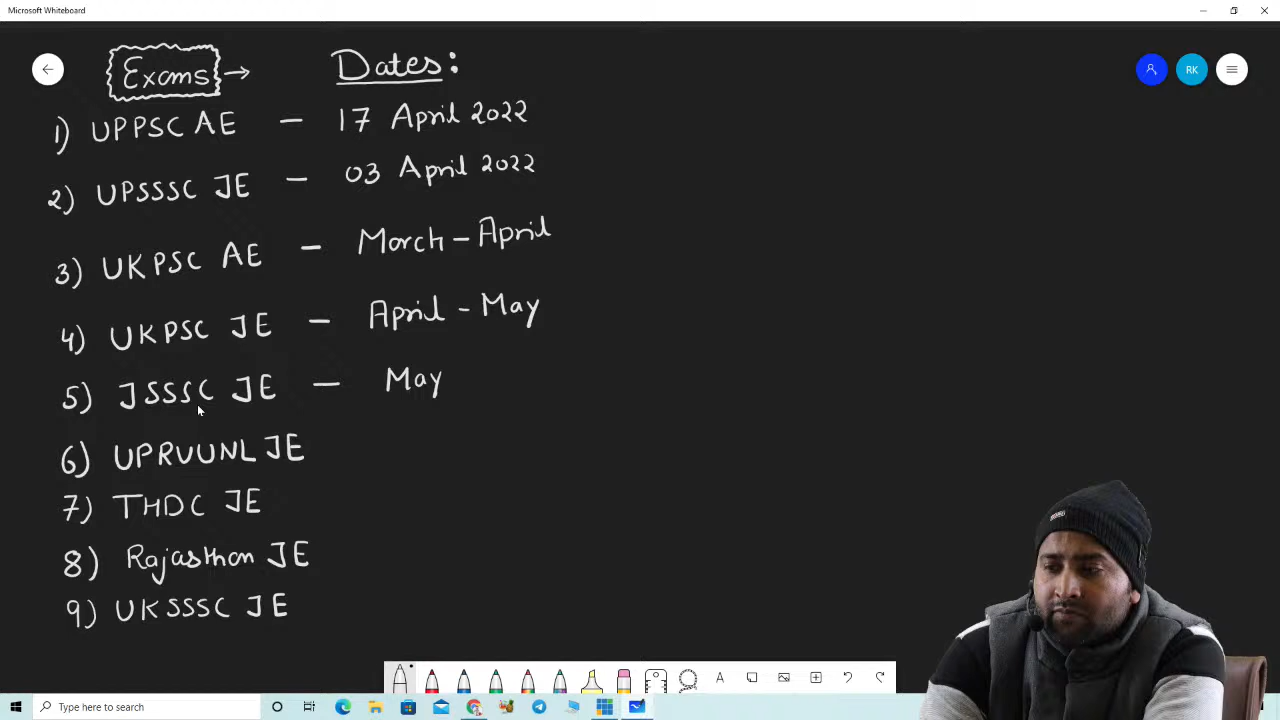 Microsoft Whiteboard
Exams → Dates:
RK
1) UPPSC AE – 17 April 2022
2) UPSSSC JE – 03 April 2022
3) UKPSC AE – March – April
4) UKPSC JE – April – May
5) JSSSC JE – May
6) UPRVUNL JE
7) THDC JE
8) Rajasthan JE
9) UKSSSC JE
A
Type here to search